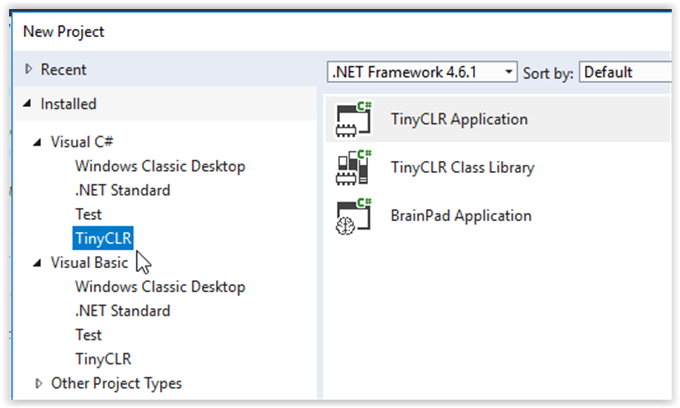 New Project
Recent
.NET Framework 4.6.1 Sort by: Default
Installed
Visual C#
Windows Classic Desktop
.NET Standard
Test
TinyCLR
Visual Basic
Windows Classic Desktop
.NET Standard
Test
TinyCLR
Other Project Types
C# TinyCLR Application
C# TinyCLR Class Library
C# BrainPad Application